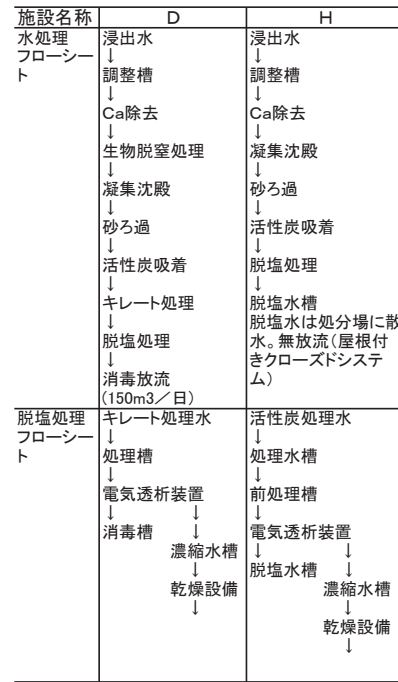 施設名称 D H
水処理フローシート
浸出水
↓
調整槽
↓
Ca除去
↓
生物脱窒処理
↓
凝集沈殿
↓
砂ろ過
↓
活性炭吸着
↓
キレート処理
↓
脱塩処理
↓
消毒放流
(150m3／日)
浸出水
↓
調整槽
↓
Ca除去
↓
凝集沈殿
↓
砂ろ過
↓
活性炭吸着
↓
脱塩処理
↓
脱塩水槽
脱塩水は処分場に散
水。無放流(屋根付
きクローズドシステ
ム)
脱塩処理
フローシー
ト
キレート処理水
↓
処理槽
↓
電気透析装置
↓ ↓
消毒槽 ↓
濃縮水槽
↓
乾燥設備
↓
活性炭処理水
↓
処理水槽
↓
前処理槽
↓
電気透析装置
↓ ↓
脱塩水槽 ↓
濃縮水槽
↓
乾燥設備
↓